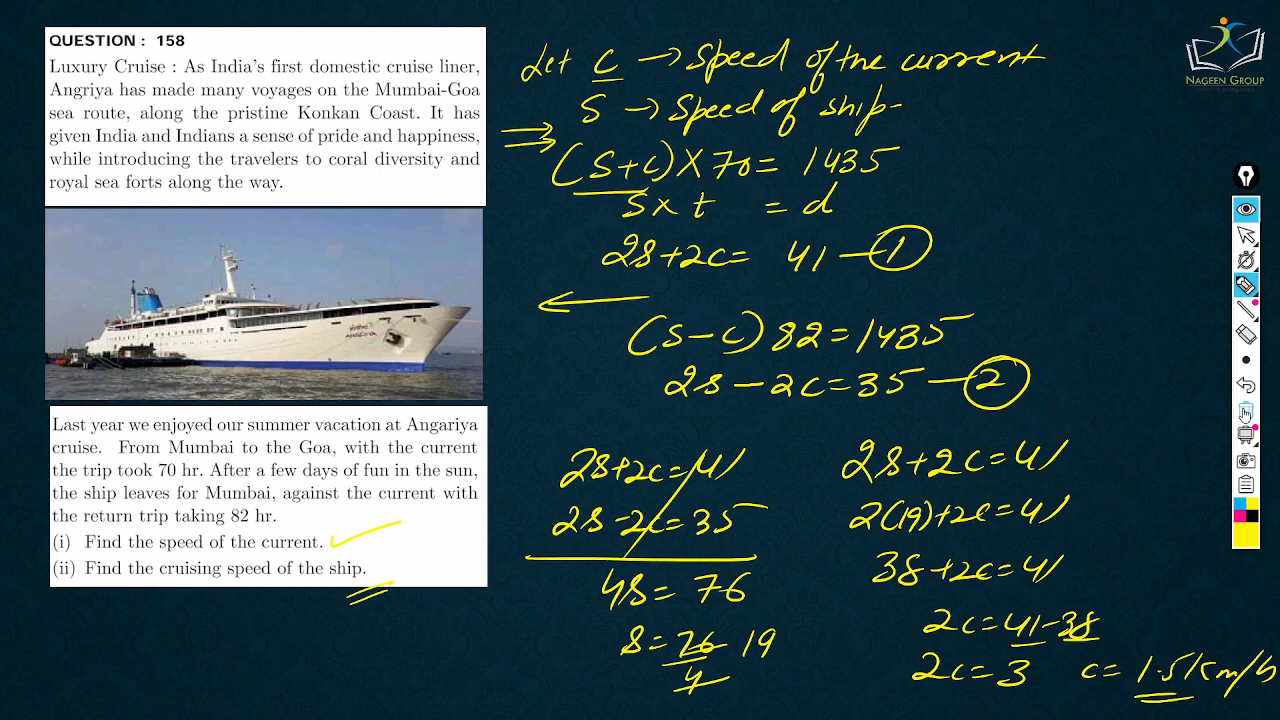 QUESTION : 158
Luxury Cruise : As India's first domestic cruise liner,
Angriya has made many voyages on the Mumbai-Goa
sea route, along the pristine Konkan Coast. It has
given India and Indians a sense of pride and happiness,
while introducing the travelers to coral diversity and
royal sea forts along the way.
Last year we enjoyed our summer vacation at Angariya
cruise. From Mumbai to the Goa, with the current
the trip took 70 hr. After a few days of fun in the sun,
the ship leaves for Mumbai, against the current with
the return trip taking 82 hr.
(i) Find the speed of the current.
(ii) Find the cruising speed of the ship.
Let C → Speed of the current
S → Speed of ship
(S+C) X 70 = 1435
S x t = d
2S+2C = 41 — 1
(S-C) 82 = 1435
2S - 2C = 35 — 2
2S+2C = 41
2S-2C = 35
4S = 76
S = 76/4 19
2S+2C = 41
2(19)+2C = 41
38+2C = 41
2C = 41-38
2C = 3 C = 1.5 Km/h
NAGEEN GROUP